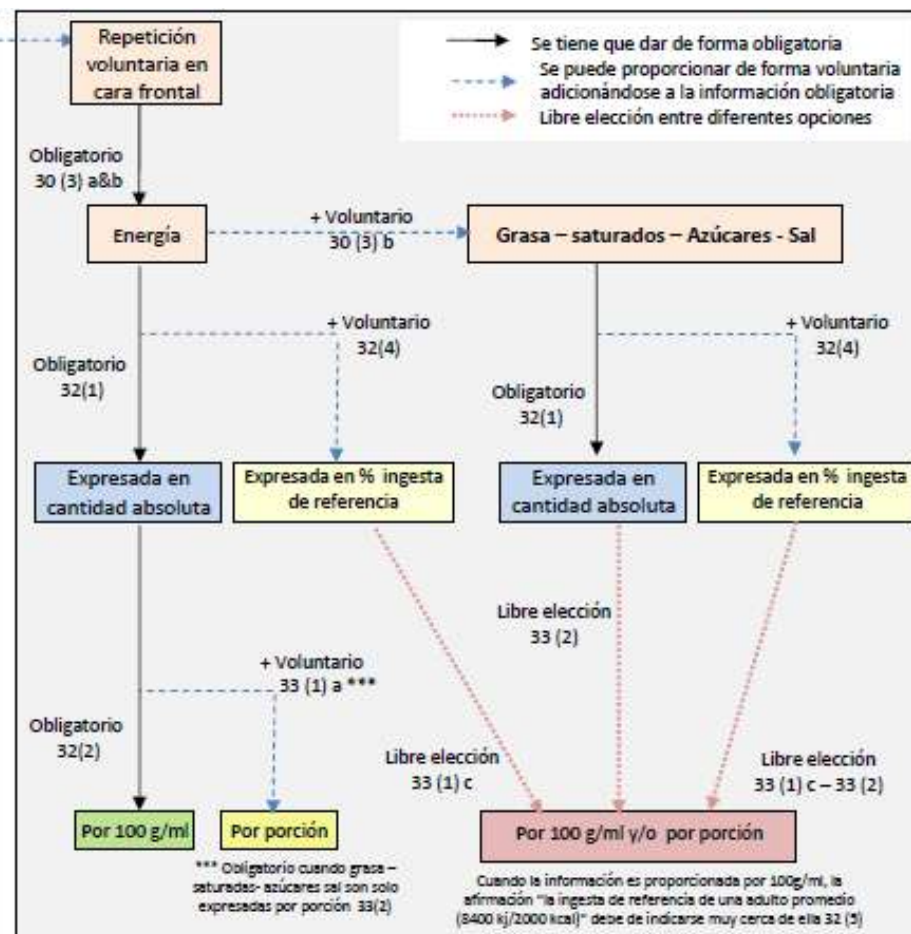 Repetición
voluntaria en
cara frontal
Se tiene que dar de forma obligatoria
Se puede proporcionar de forma voluntaria
adicionándose a la información obligatoria
Libre elección entre diferentes opciones
Obligatorio
30 (3) a&b
Energía
+ Voluntario
30 (3) b
Grasa – saturados – Azúcares - Sal
+ Voluntario
32(4)
Obligatorio
32(1)
+ Voluntario
32(4)
Obligatorio
32(1)
Expresada en
cantidad absoluta
Expresada en % ingesta
de referencia
Expresada en
cantidad absoluta
Expresada en % ingesta
de referencia
Libre elección
33 (2)
+ Voluntario
33 (1) a ***
Obligatorio
32(2)
Libre elección
33 (1) c
Libre elección
33 (1) c – 33 (2)
Por 100 g/ml
Por porción
Por 100 g/ml y/o por porción
*** Obligatorio cuando grasa –
saturadas- azúcares sal son solo
expresadas por porción 33(2)
Cuando la información es proporcionada por 100g/ml, la
afirmación "la ingesta de referencia de una adulto promedio
(8400 kj/2000 kcal)" debe de indicarse muy cerca de ella 32 (5)